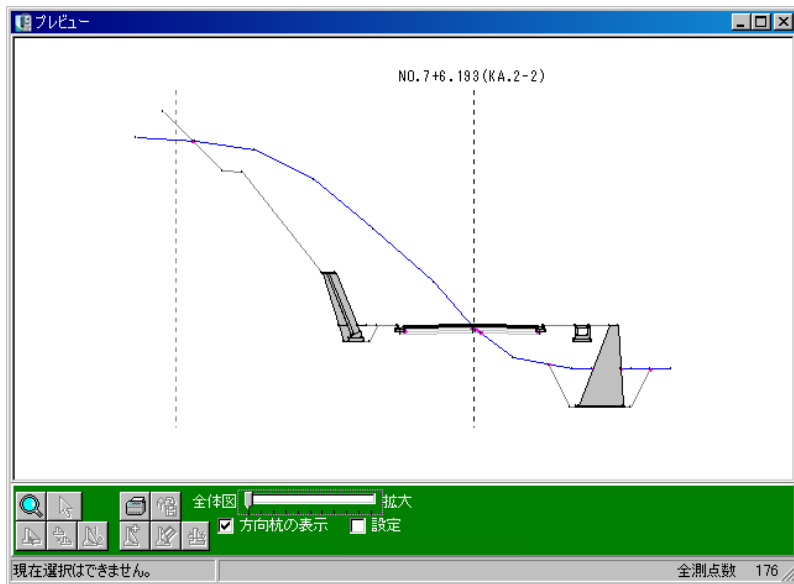 プレビュー
NO.7+6.193(KA.2-2)
全体図 拡大
方向杭の表示 設定
現在選択はできません。 全測点数 176